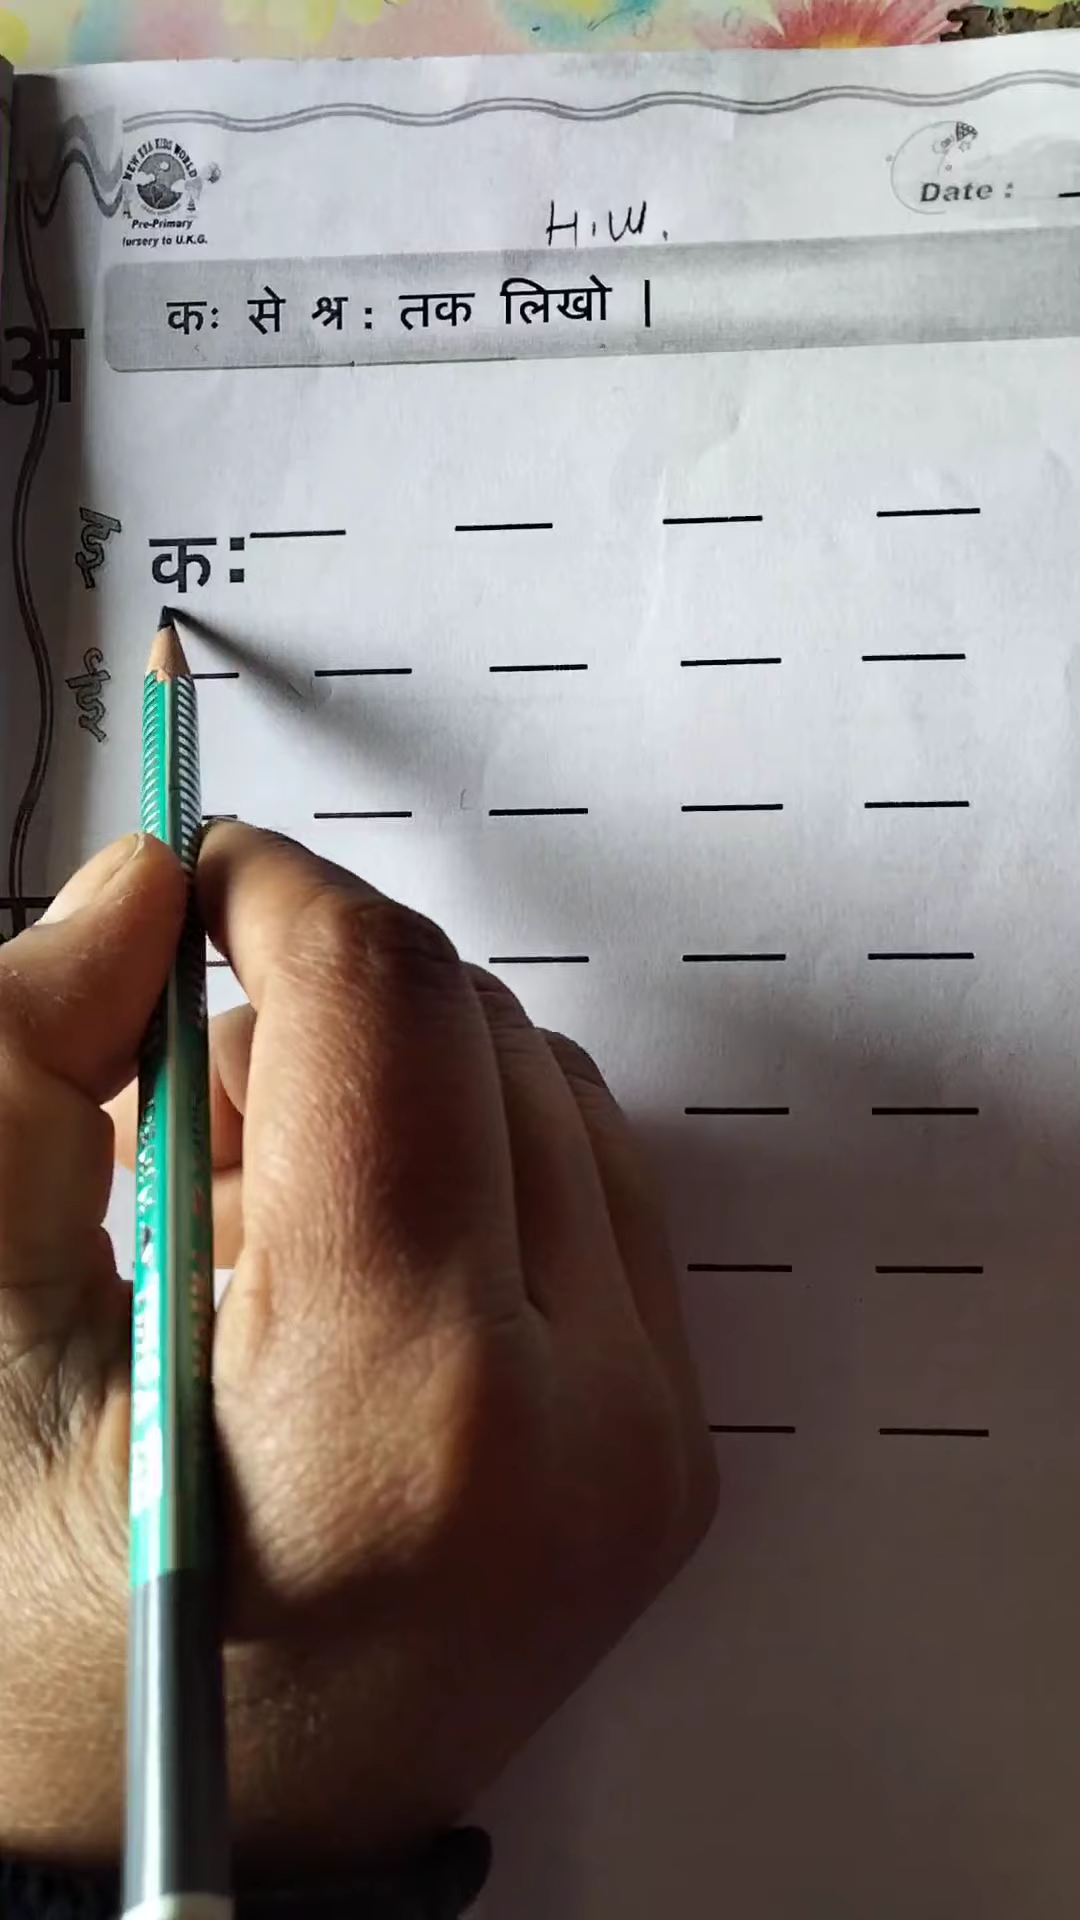 NEW ERA KIDS WORLD
Pre-Primary
Nursery to U.K.G.
Date :
H.W.
कः से श्र : तक लिखो |
अ
कः